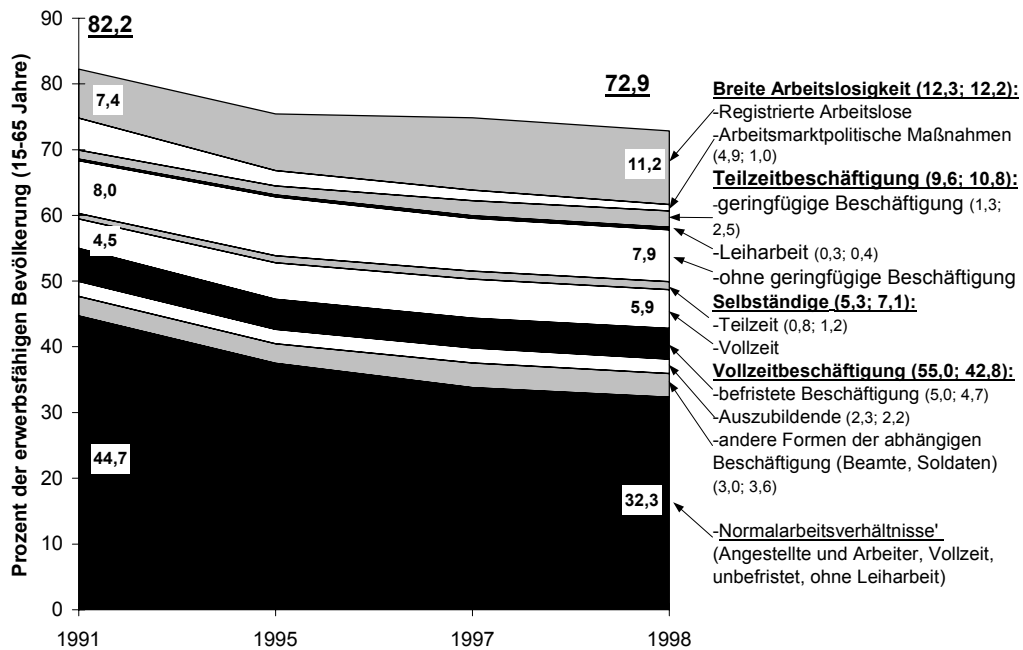 Prozent der erwerbsfähigen Bevölkerung (15-65 Jahre)
90
80
70
60
50
40
30
20
10
0
1991
1995
1997
1998
82,2
72,9
7,4
8,0
4,5
44,7
11,2
7,9
5,9
32,3
Breite Arbeitslosigkeit (12,3; 12,2):
-Registrierte Arbeitslose
-Arbeitsmarktpolitische Maßnahmen
(4,9; 1,0)
Teilzeitbeschäftigung (9,6; 10,8):
-geringfügige Beschäftigung (1,3;
2,5)
-Leiharbeit (0,3; 0,4)
-ohne geringfügige Beschäftigung
Selbständige (5,3; 7,1):
-Teilzeit (0,8; 1,2)
-Vollzeit
Vollzeitbeschäftigung (55,0; 42,8):
-befristete Beschäftigung (5,0; 4,7)
-Auszubildende (2,3; 2,2)
-andere Formen der abhängigen
Beschäftigung (Beamte, Soldaten)
(3,0; 3,6)
-Normalarbeitsverhältnisse'
(Angestellte und Arbeiter, Vollzeit,
unbefristet, ohne Leiharbeit)